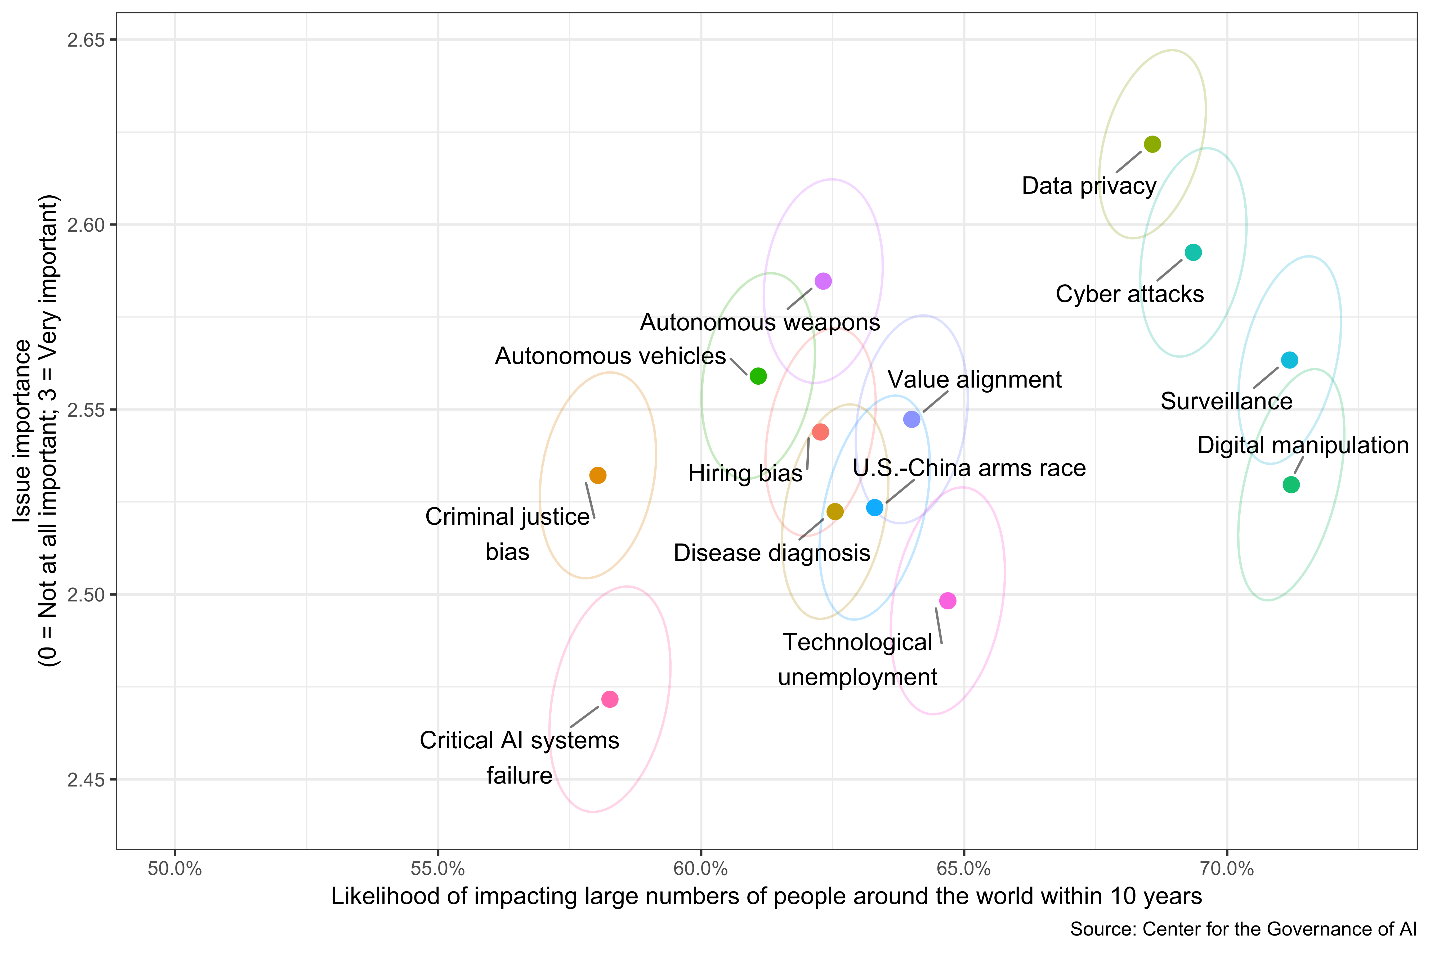 2.65
2.60
2.55
2.50
2.45
Issue importance
(0 = Not at all important; 3 = Very important)
Data privacy
Cyber attacks
Autonomous weapons
Autonomous vehicles
Value alignment
Surveillance
Digital manipulation
Hiring bias
U.S.-China arms race
Criminal justice
bias
Disease diagnosis
Technological
unemployment
Critical AI systems
failure
50.0%
55.0%
60.0%
65.0%
70.0%
Likelihood of impacting large numbers of people around the world within 10 years
Source: Center for the Governance of AI